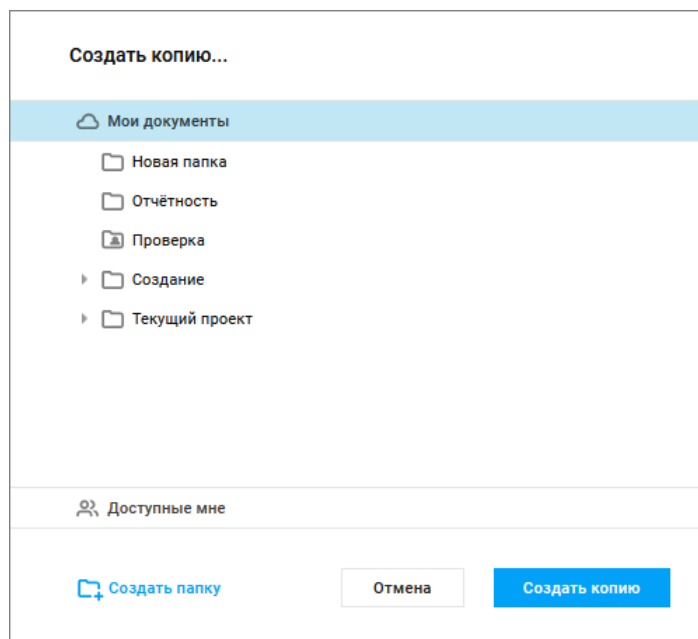 Создать копию...
Мои документы
Новая папка
Отчётность
Проверка
Создание
Текущий проект
Доступные мне
Создать папку
Отмена
Создать копию